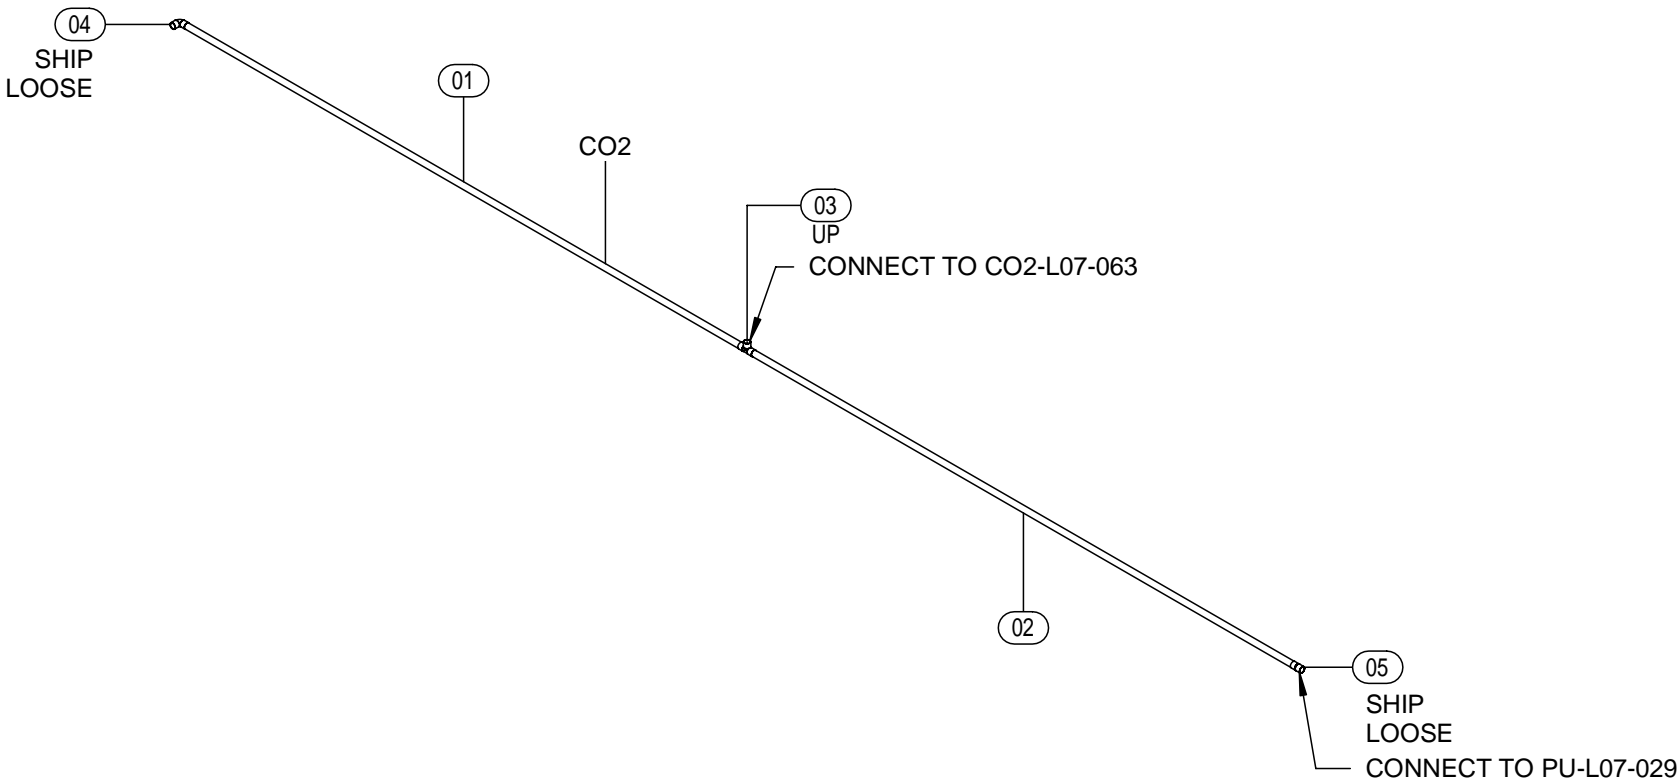 04
SHIP
LOOSE
01
CO2
03
UP
CONNECT TO CO2-L07-063
02
05
SHIP
LOOSE
CONNECT TO PU-L07-029